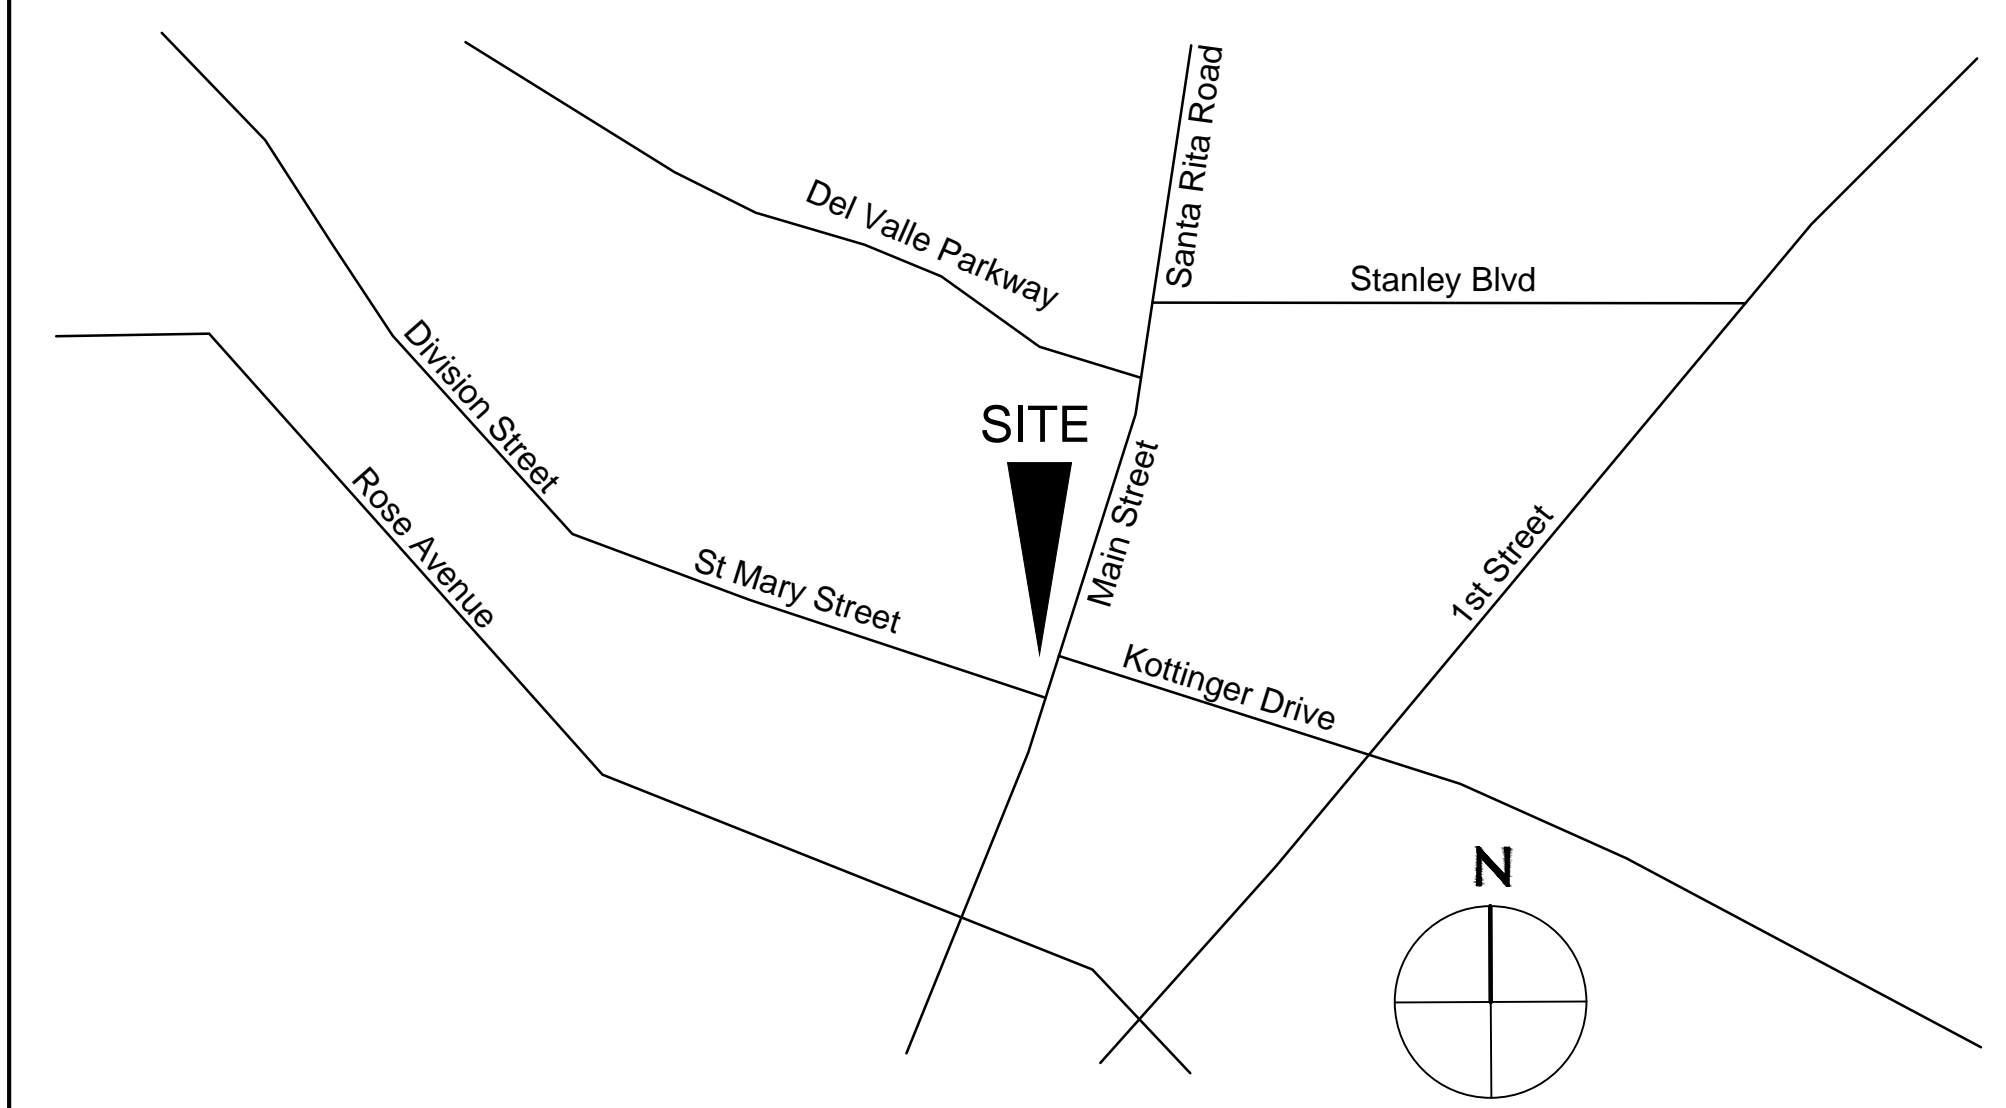 Santa Rita Road
Del Valle Parkway
Stanley Blvd
Division Street
SITE
Main Street
Rose Avenue
1st Street
St Mary Street
Kottinger Drive
N